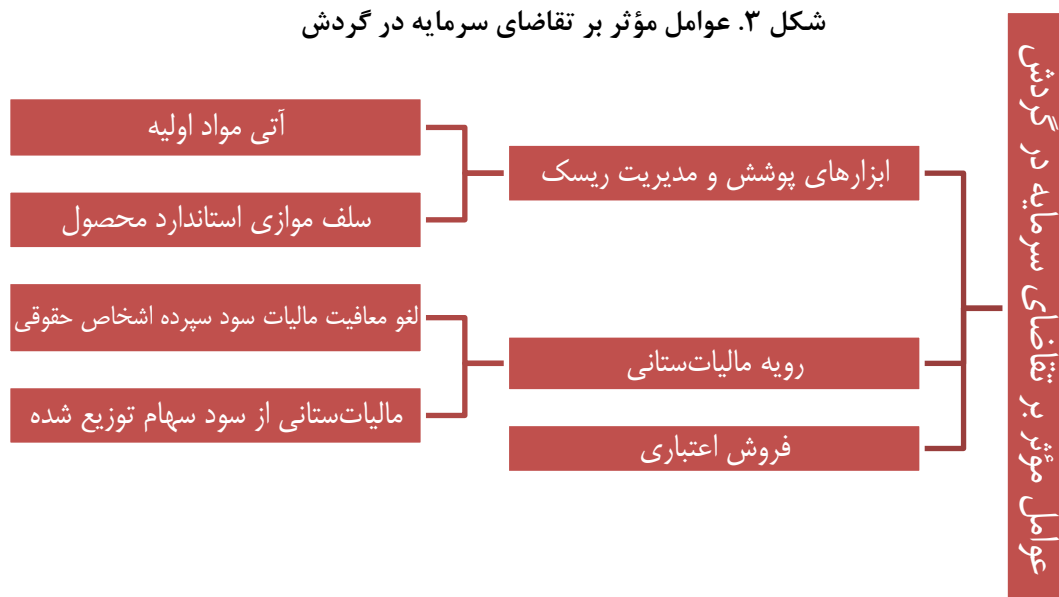 شکل ۳. عوامل مؤثر بر تقاضای سرمایه در گردش
عوامل مؤثر بر تقاضای سرمایه در گردش
ابزارهای پوشش و مدیریت ریسک
آتی مواد اولیه
سلف موازی استاندارد محصول
رویه مالیات‌ستانی
لغو معافیت مالیات سود سپرده اشخاص حقوقی
مالیات‌ستانی از سود سهام توزیع شده
فروش اعتباری